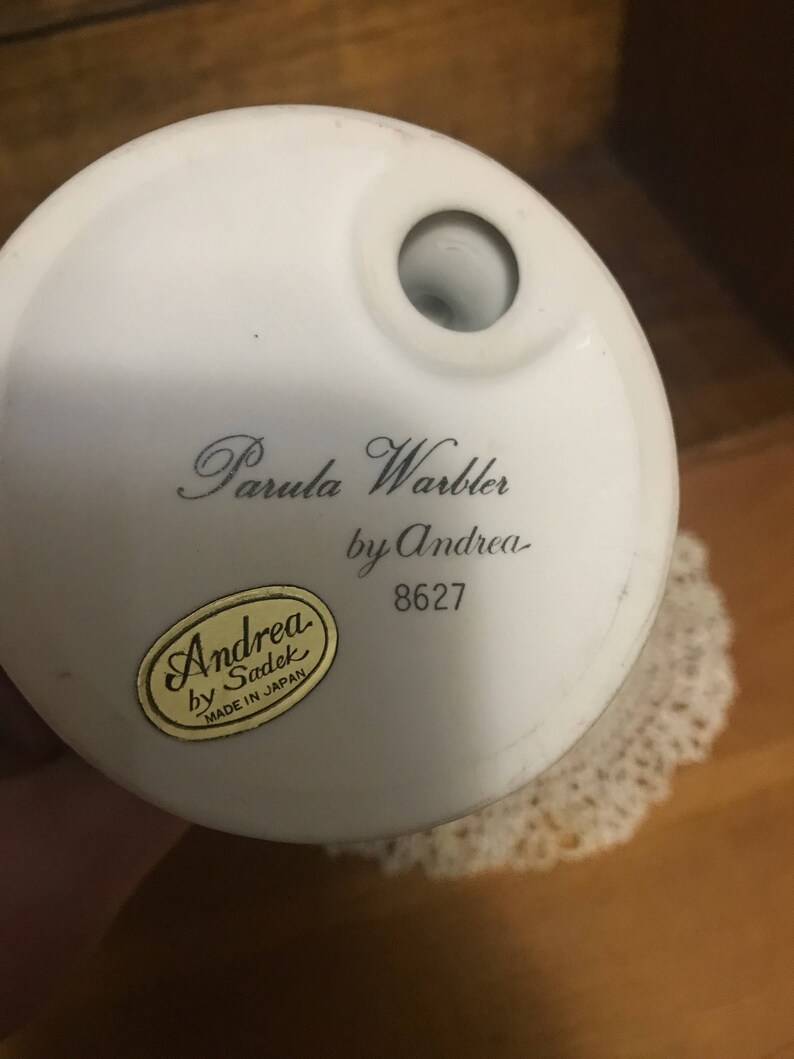 Parula Warbler
by Andrea
8627
Andrea
by Sadek
MADE IN JAPAN